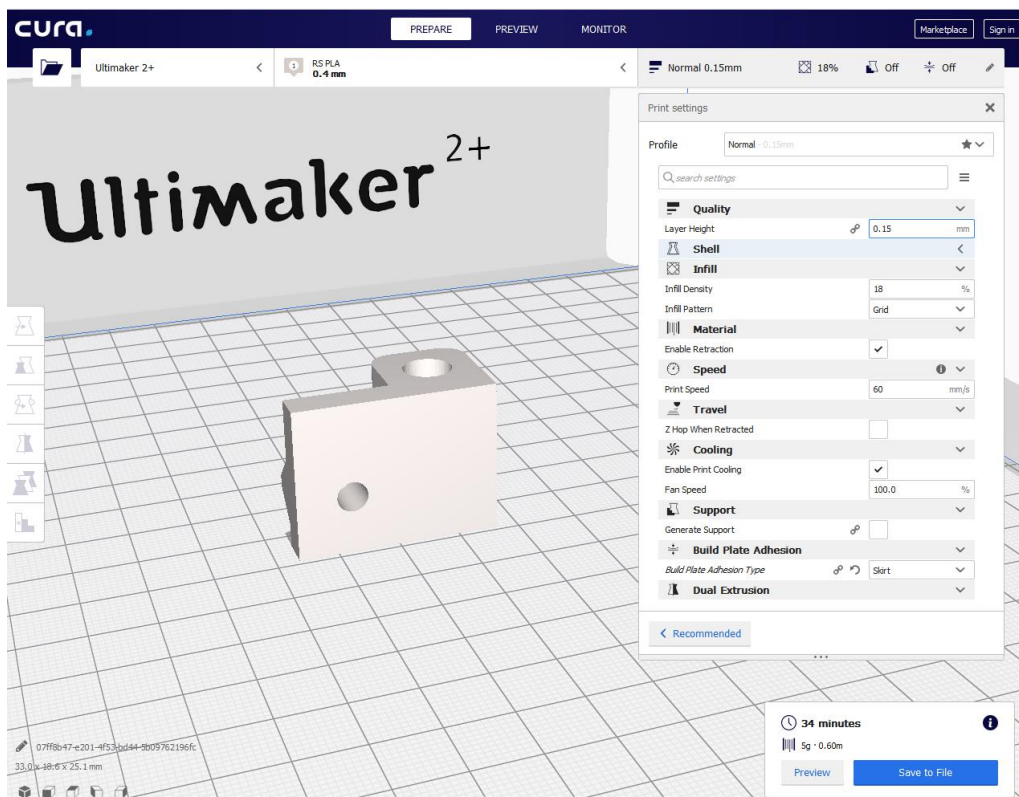 cura.
PREPARE PREVIEW MONITOR
Marketplace Sign in
Ultimaker 2+
1 RS PLA
0.4 mm
Normal 0.15mm 18% Off Off
Print settings
Profile Normal - 0.15mm
search settings
Quality
Layer Height 0.15 mm
Shell
Infill
Infill Density 18 %
Infill Pattern Grid
Material
Enable Retraction
Speed
Print Speed 60 mm/s
Travel
Z Hop When Retracted
Cooling
Enable Print Cooling
Fan Speed 100.0 %
Support
Generate Support
Build Plate Adhesion
Build Plate Adhesion Type Skirt
Dual Extrusion
Recommended
Ultimaker 2+
07ff8b47-e201-4f53-bd44-5b09762196fc
33.0 x 18.6 x 25.1 mm
34 minutes
5g · 0.60m
Preview Save to File